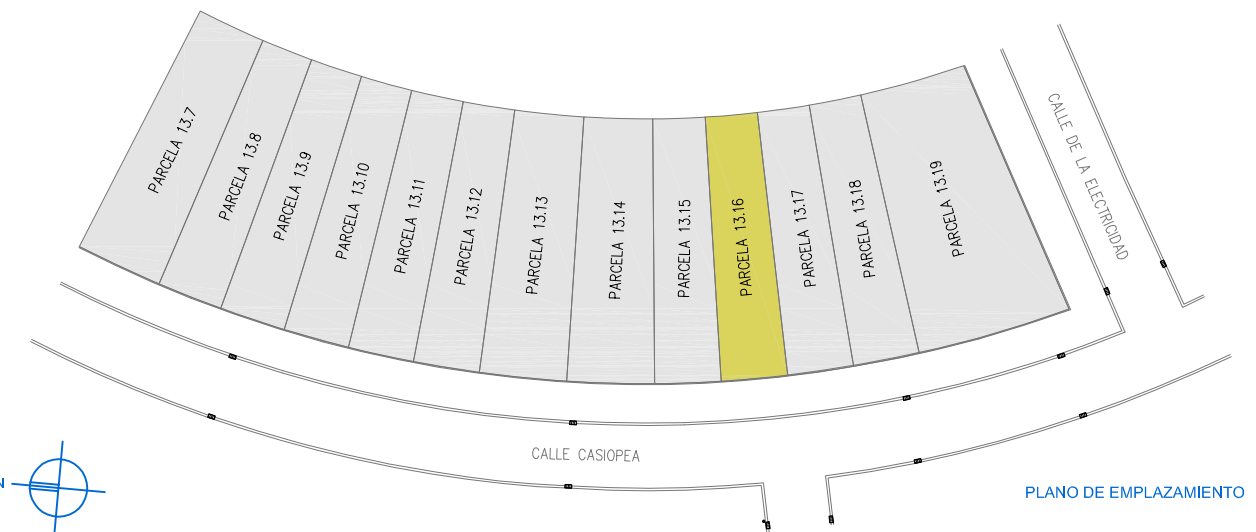 PARCELA 13.7
PARCELA 13.8
PARCELA 13.9
PARCELA 13.10
PARCELA 13.11
PARCELA 13.12
PARCELA 13.13
PARCELA 13.14
PARCELA 13.15
PARCELA 13.16
PARCELA 13.17
PARCELA 13.18
PARCELA 13.19
CALLE DE LA ELECTRICIDAD
CALLE CASIOPEA
N
PLANO DE EMPLAZAMIENTO